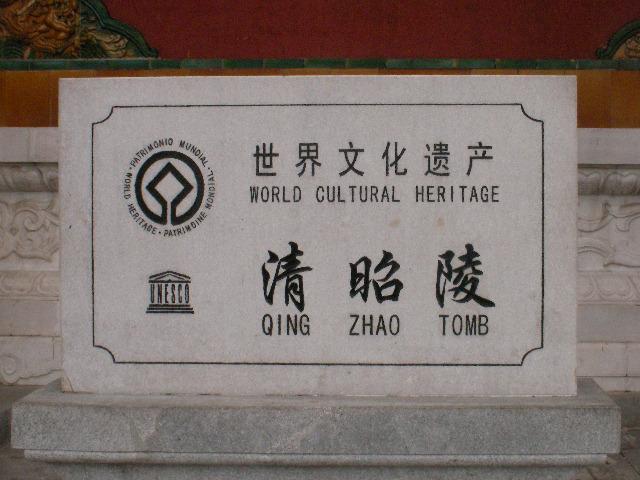 世界文化遗产
WORLD CULTURAL HERITAGE
清昭陵
QING ZHAO TOMB
PATRIMONIO MUNDIAL • WORLD HERITAGE • PATRIMOINE MONDIAL •
UNESCO